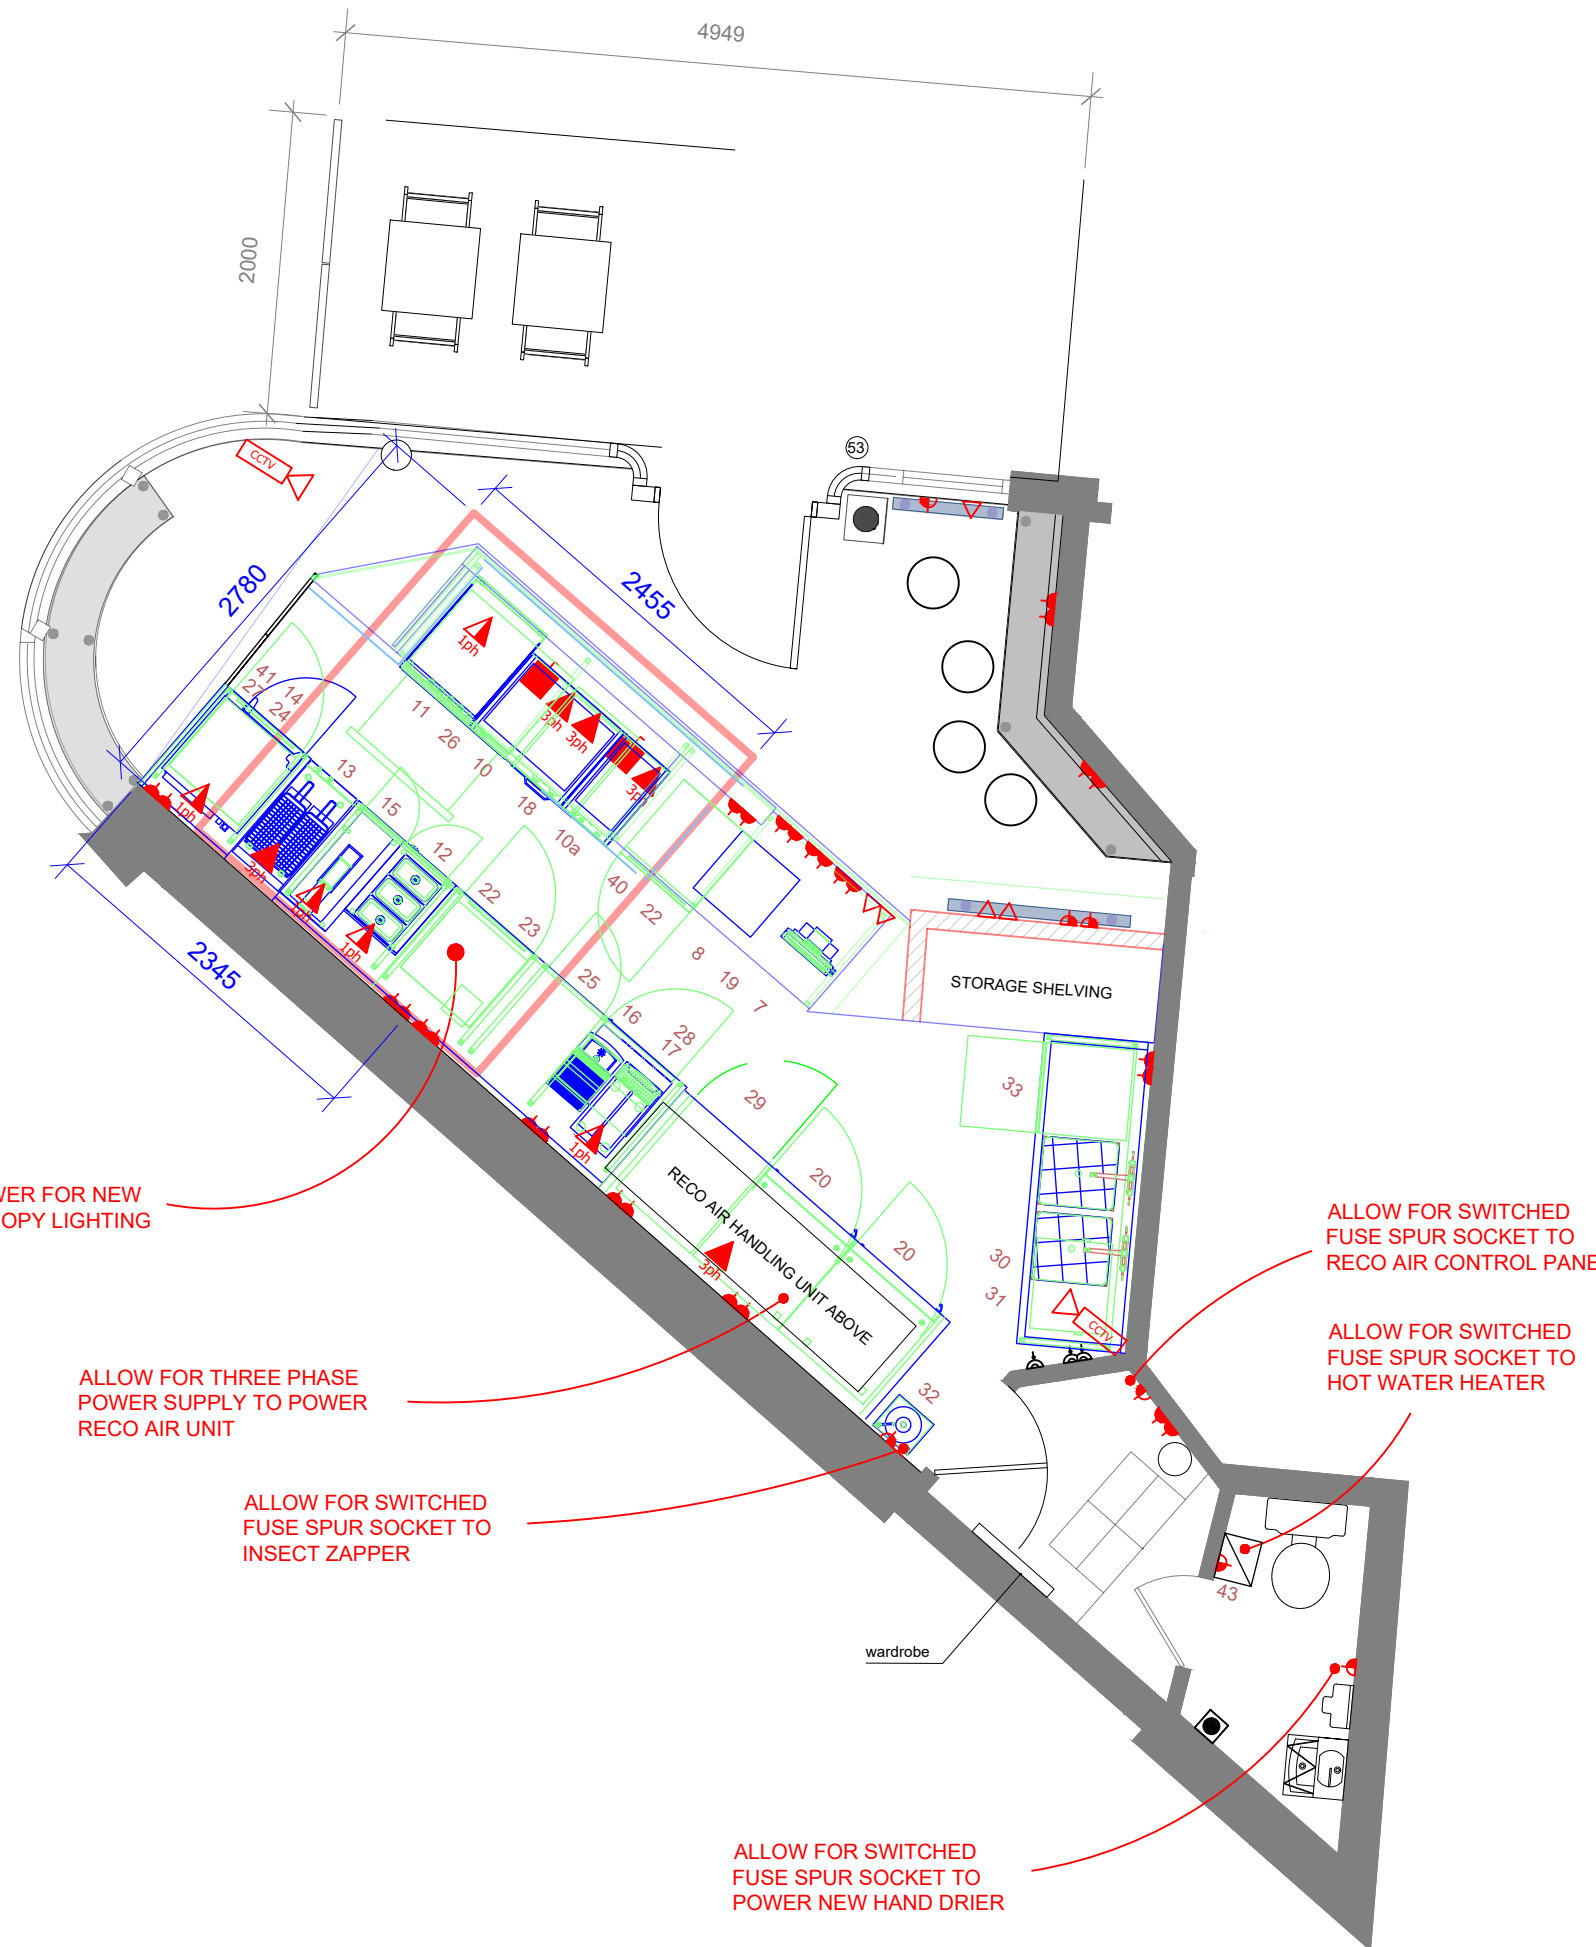 4949
2000
53
CCTV
2780
2455
1ph
3ph
3ph
3ph
41
27
14
24
11
26
10
18
10a
13
15
12
22
23
40
22
8
19
7
25
16
28
17
29
20
20
33
30
31
32
43
1ph
3ph
1ph
1ph
1ph
3ph
2345
STORAGE SHELVING
RECO AIR HANDLING UNIT ABOVE
CCTV
WER FOR NEW
OPY LIGHTING
ALLOW FOR SWITCHED
FUSE SPUR SOCKET TO
RECO AIR CONTROL PANE
ALLOW FOR SWITCHED
FUSE SPUR SOCKET TO
HOT WATER HEATER
ALLOW FOR THREE PHASE
POWER SUPPLY TO POWER
RECO AIR UNIT
ALLOW FOR SWITCHED
FUSE SPUR SOCKET TO
INSECT ZAPPER
wardrobe
ALLOW FOR SWITCHED
FUSE SPUR SOCKET TO
POWER NEW HAND DRIER